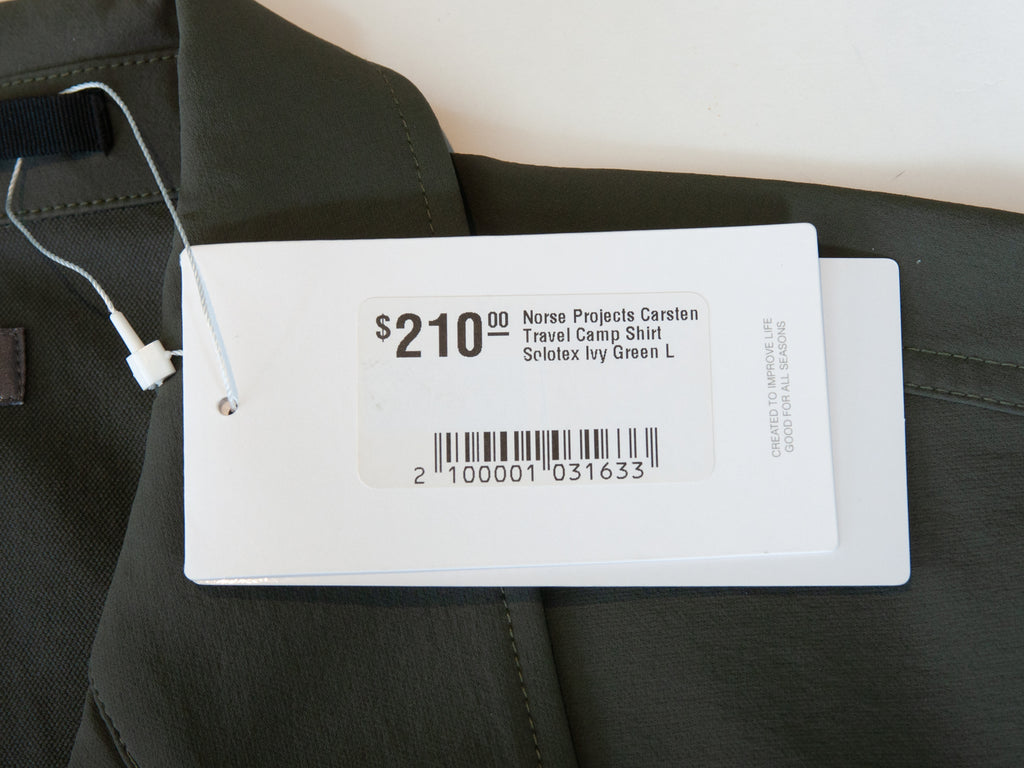 $210.00
Norse Projects Carsten
Travel Camp Shirt
Solotex Ivy Green L
2 100001 031633
CREATED TO IMPROVE LIFE
GOOD FOR ALL SEASONS